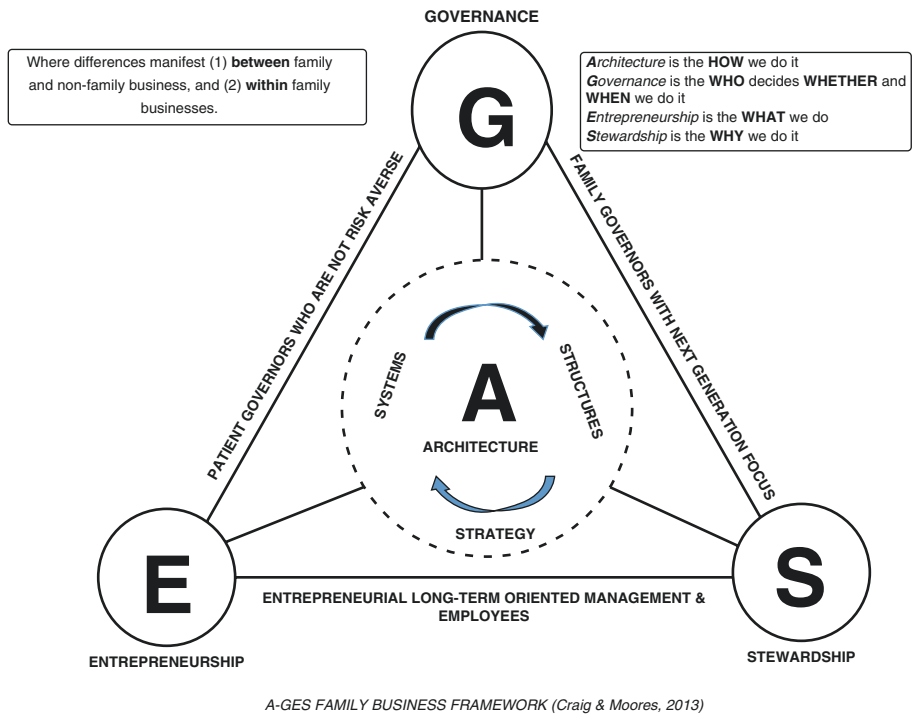 GOVERNANCE
Where differences manifest (1) between family
and non-family business, and (2) within family
businesses.
Architecture is the HOW we do it
Governance is the WHO decides WHETHER and
WHEN we do it
Entrepreneurship is the WHAT we do
Stewardship is the WHY we do it
G
PATIENT GOVERNORS WHO ARE NOT RISK AVERSE
FAMILY GOVERNORS WITH NEXT GENERATION FOCUS
SYSTEMS
STRUCTURES
A
ARCHITECTURE
STRATEGY
E
S
ENTREPRENEURIAL LONG-TERM ORIENTED MANAGEMENT &
EMPLOYEES
ENTREPRENEURSHIP
STEWARDSHIP
A-GES FAMILY BUSINESS FRAMEWORK (Craig & Moores, 2013)